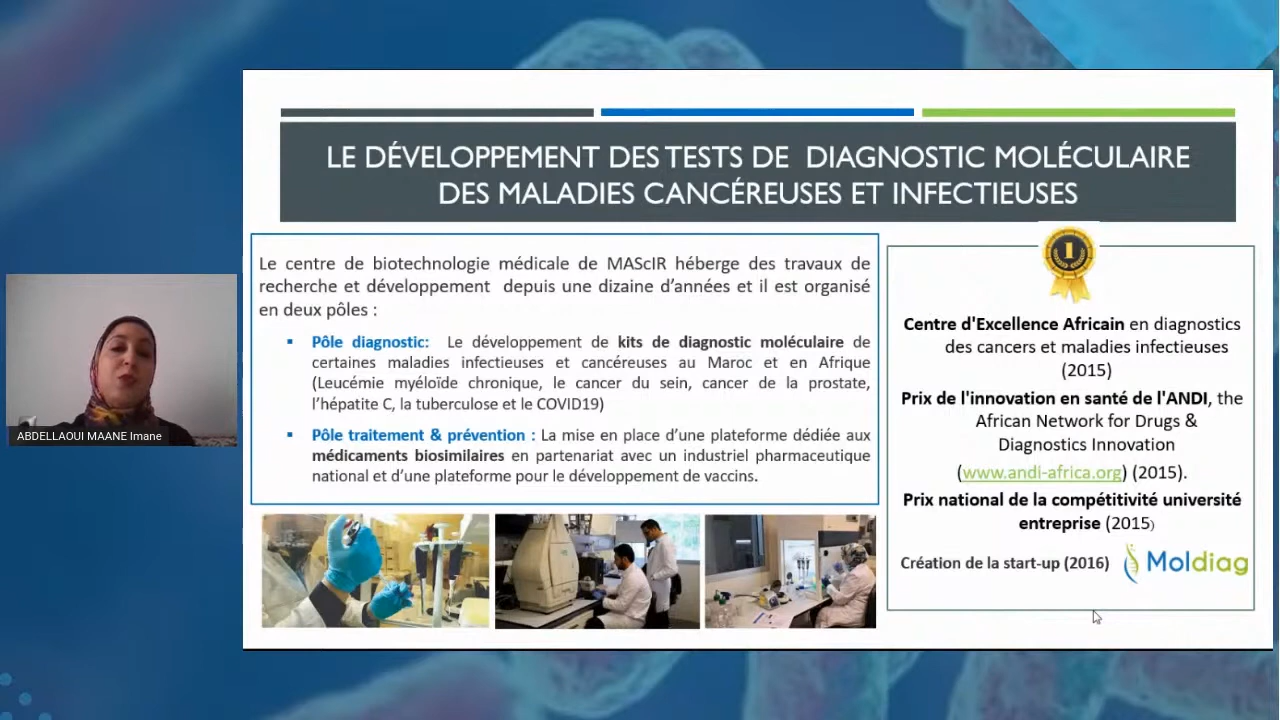 LE DÉVELOPPEMENT DES TESTS DE DIAGNOSTIC MOLÉCULAIRE
DES MALADIES CANCÉREUSES ET INFECTIEUSES
Le centre de biotechnologie médicale de MAScIR héberge des travaux de
recherche et développement depuis une dizaine d'années et il est organisé
en deux pôles :
▪ Pôle diagnostic: Le développement de kits de diagnostic moléculaire de
certaines maladies infectieuses et cancéreuses au Maroc et en Afrique
(Leucémie myéloïde chronique, le cancer du sein, cancer de la prostate,
l'hépatite C, la tuberculose et le COVID19)
▪ Pôle traitement & prévention : La mise en place d'une plateforme dédiée aux
médicaments biosimilaires en partenariat avec un industriel pharmaceutique
national et d'une plateforme pour le développement de vaccins.
1
Centre d'Excellence Africain en diagnostics
des cancers et maladies infectieuses
(2015)
Prix de l'innovation en santé de l'ANDI, the
African Network for Drugs &
Diagnostics Innovation
(www.andi-africa.org) (2015).
Prix national de la compétitivité université
entreprise (2015)
Création de la start-up (2016) Moldiag
ABDELLAOUI MAANE Imane